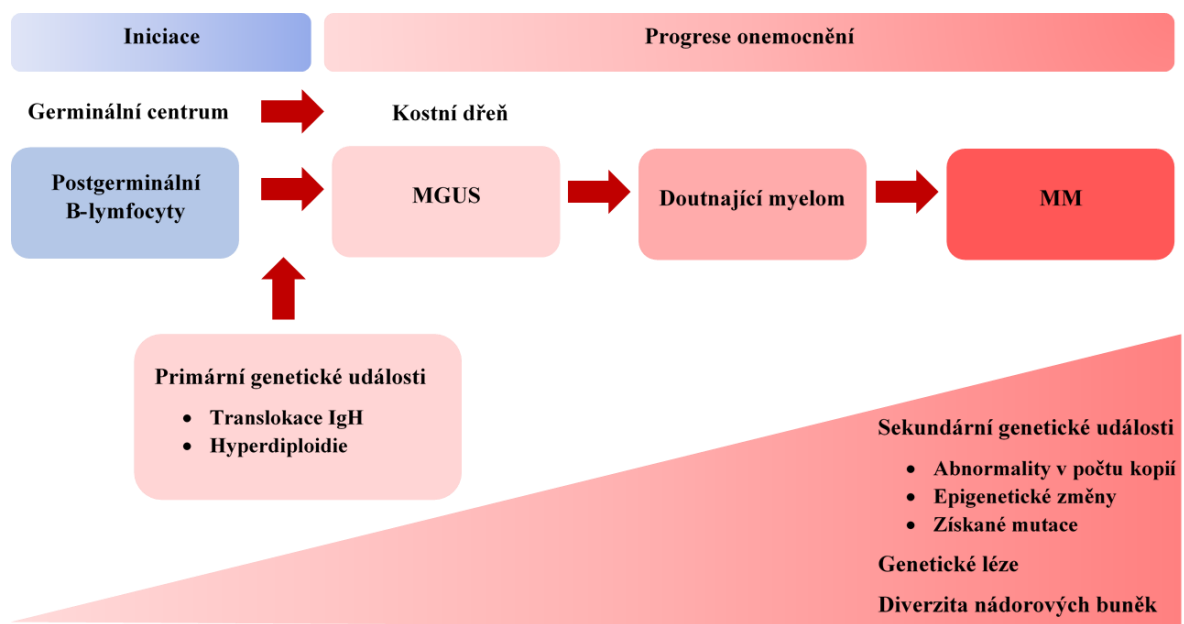 Iniciace
Progrese onemocnění
Germinální centrum
Kostní dřeň
Postgerminální
B-lymfocyty
MGUS
Doutnající myelom
MM
Primární genetické události
• Translokace IgH
• Hyperdiploidie
Sekundární genetické události
• Abnormality v počtu kopií
• Epigenetické změny
• Získané mutace
Genetické léze
Diverzita nádorových buněk